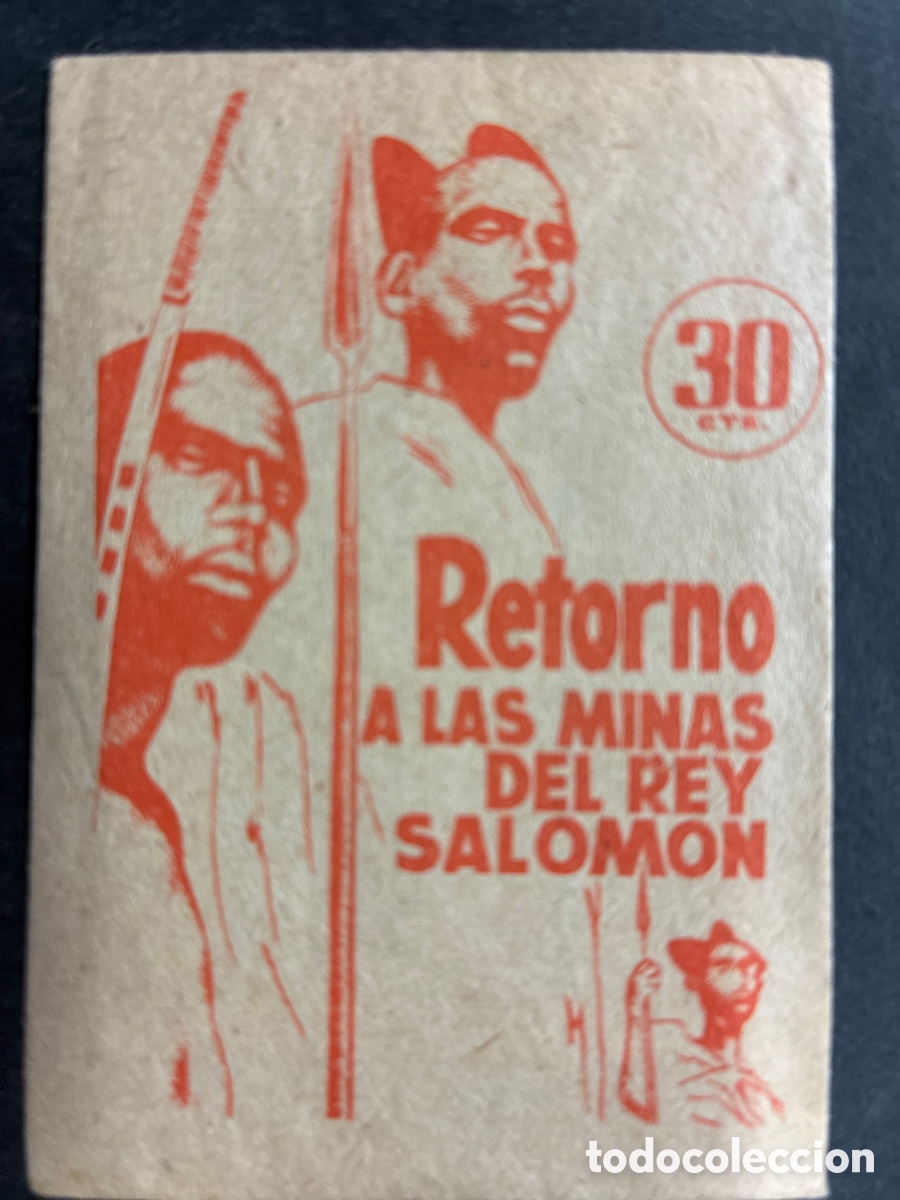 30
CTS.
Retorno
A LAS MINAS
DEL REY
SALOMON
todocoleccion